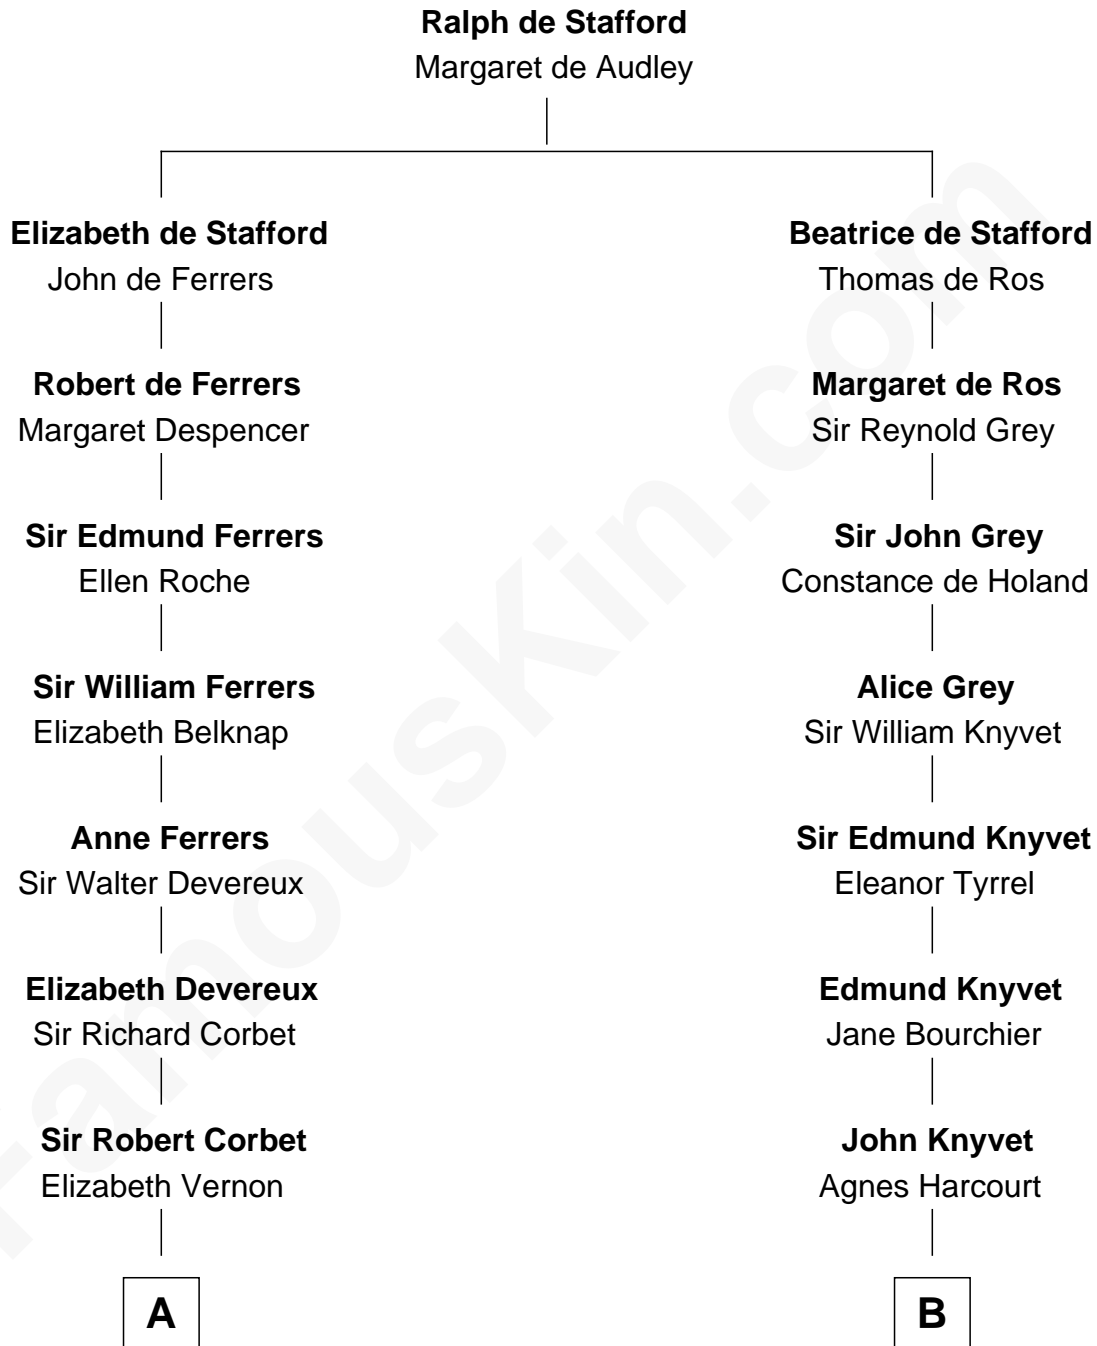 Ralph de Stafford
Margaret de Audley
Elizabeth de Stafford
John de Ferrers
Robert de Ferrers
Margaret Despencer
Sir Edmund Ferrers
Ellen Roche
Sir William Ferrers
Elizabeth Belknap
Anne Ferrers
Sir Walter Devereux
Elizabeth Devereux
Sir Richard Corbet
Sir Robert Corbet
Elizabeth Vernon
A
Beatrice de Stafford
Thomas de Ros
Margaret de Ros
Sir Reynold Grey
Sir John Grey
Constance de Holand
Alice Grey
Sir William Knyvet
Sir Edmund Knyvet
Eleanor Tyrrel
Edmund Knyvet
Jane Bourchier
John Knyvet
Agnes Harcourt
B
FamousKin.com